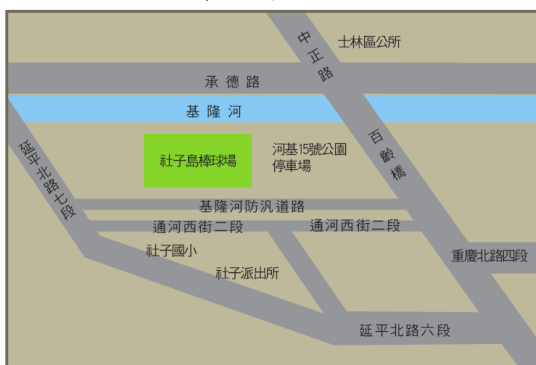 中正路
士林區公所
承德路
基隆河
百齡橋
延平北路七段
社子島棒球場
河基15號公園
停車場
基隆河防汛道路
通河西街二段
通河西街二段
社子國小
社子派出所
重慶北路四段
延平北路六段